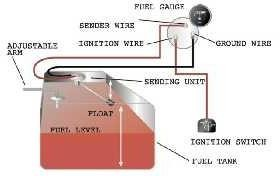 FUEL GAUGE
SENDER WIRE
IGNITION WIRE
GROUND WIRE
ADJUSTABLE
ARM
SENDING UNIT
FLOAT
FUEL LEVEL
IGNITION SWITCH
FUEL TANK